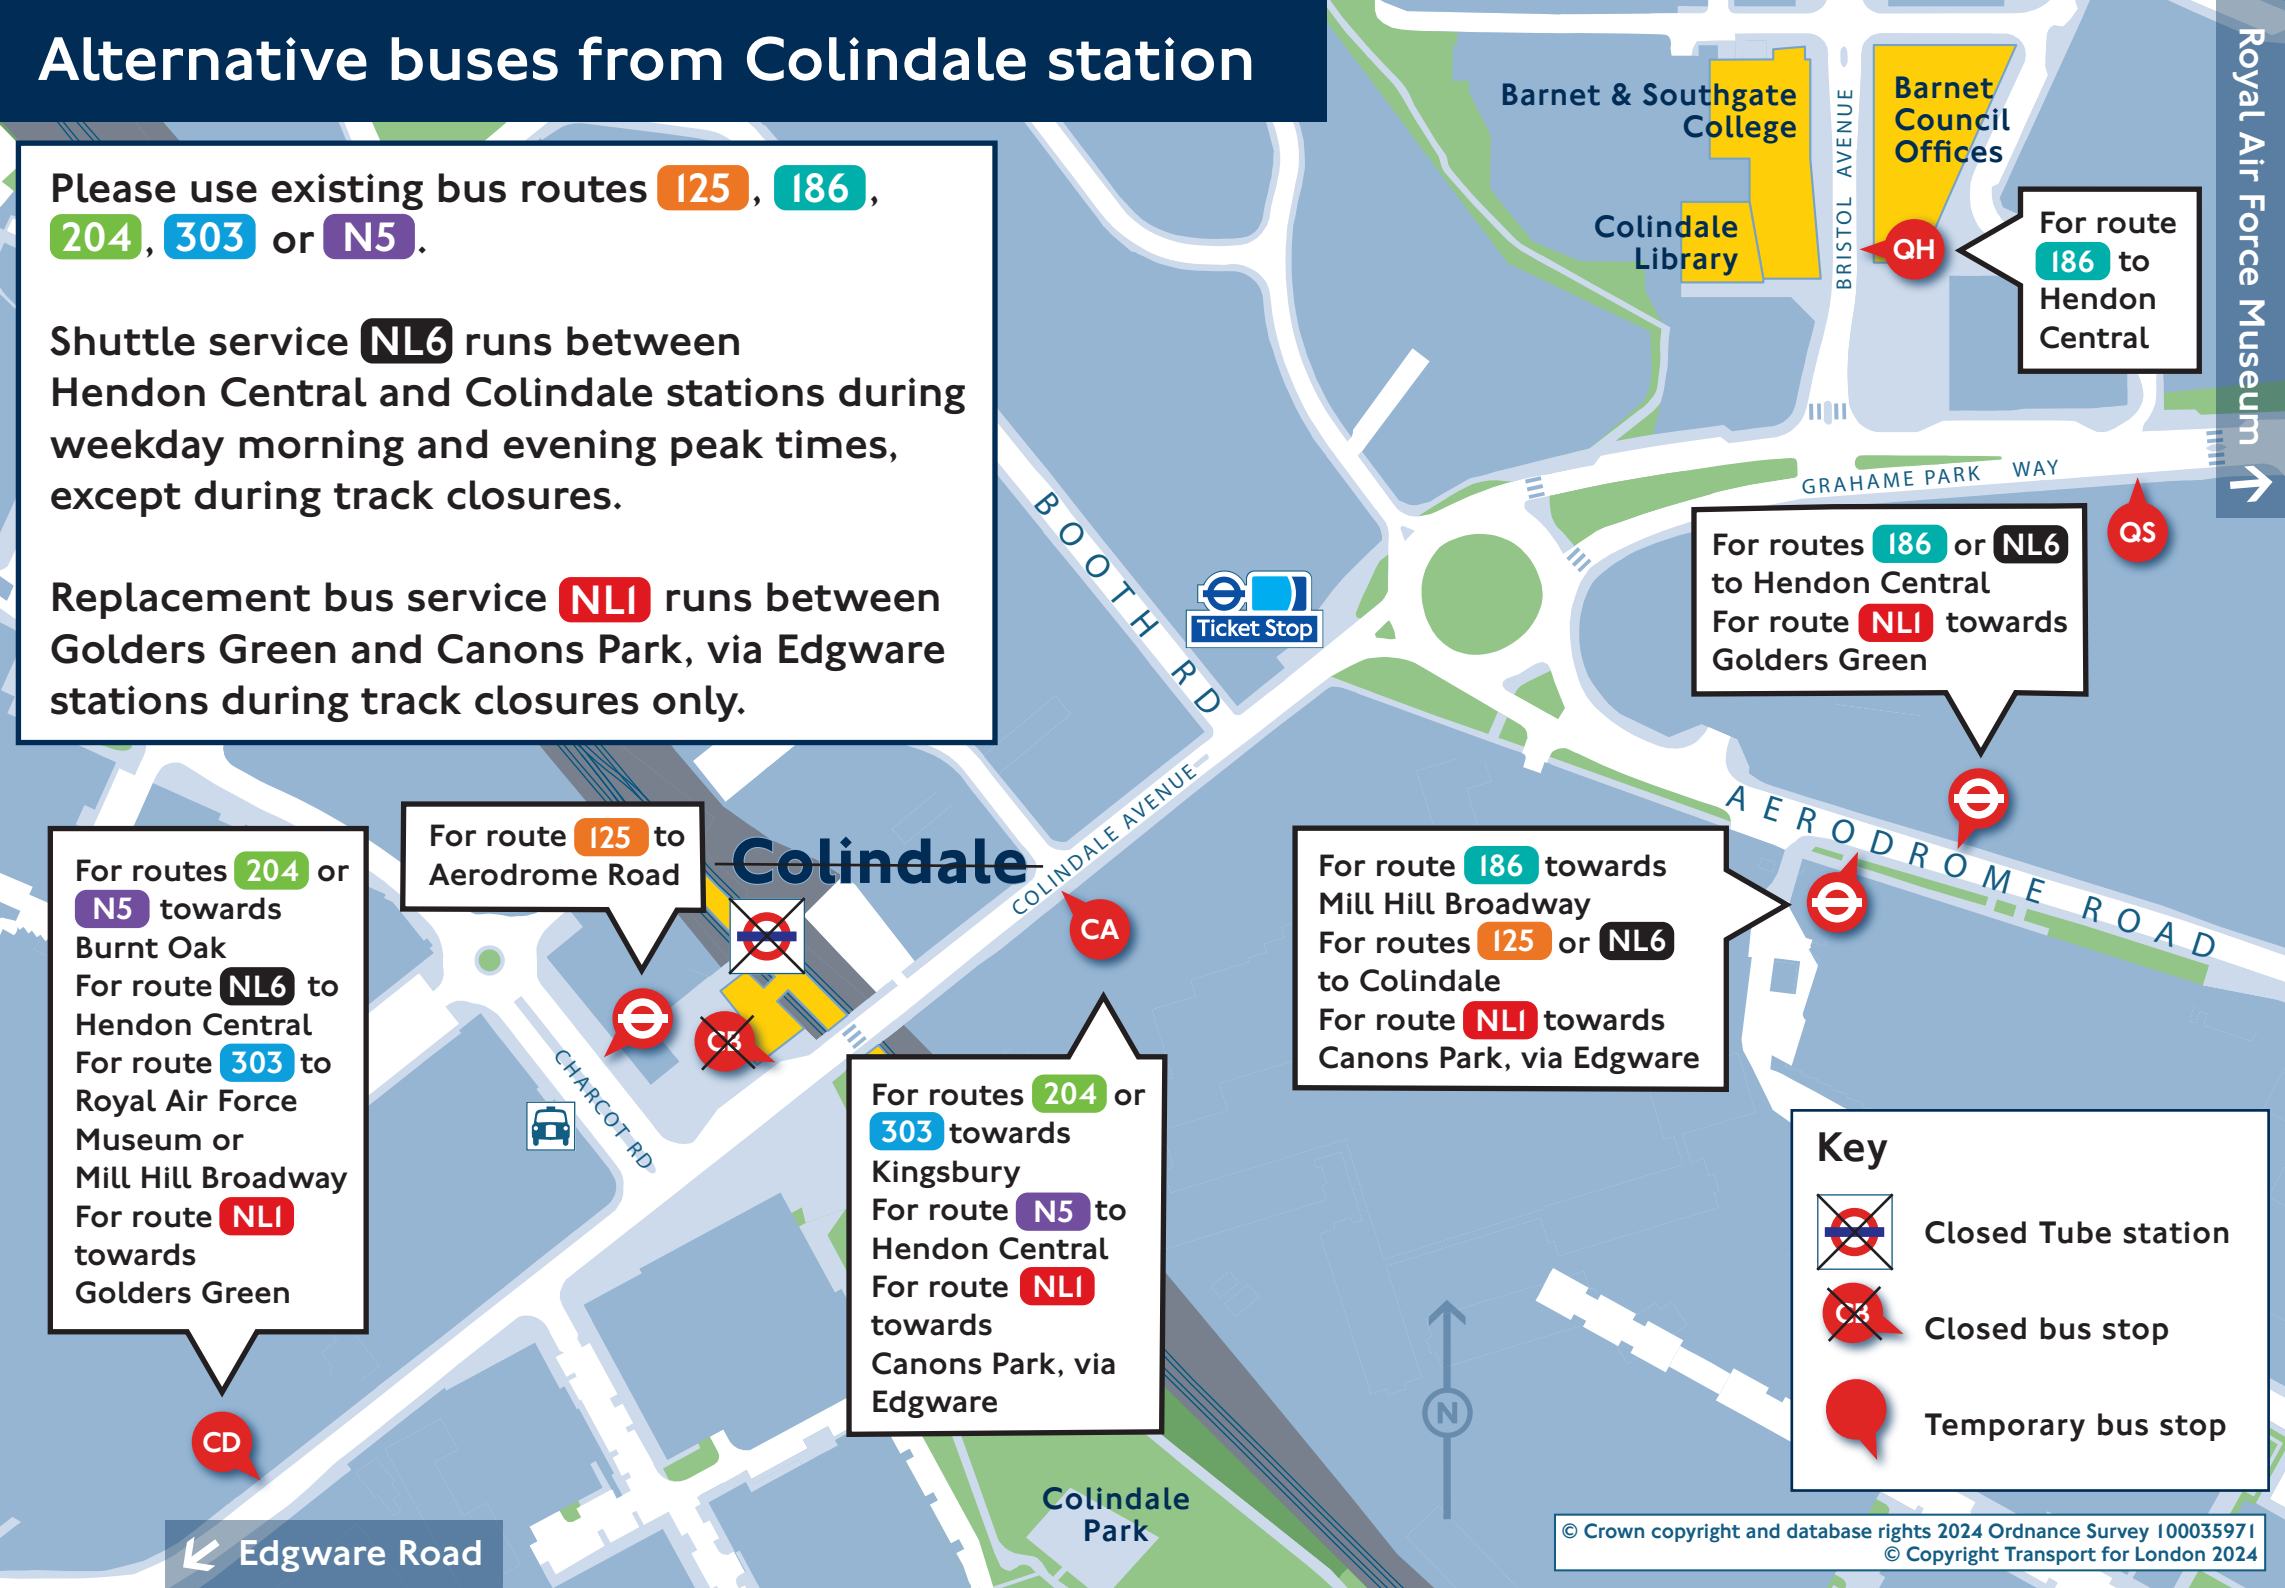 Alternative buses from Colindale station
Please use existing bus routes 125, 186,
204, 303 or N5.
Shuttle service NL6 runs between
Hendon Central and Colindale stations during
weekday morning and evening peak times,
except during track closures.
Replacement bus service NL1 runs between
Golders Green and Canons Park, via Edgware
stations during track closures only.
Barnet & Southgate
College
Barnet
Council
Offices
Colindale
Library
BRISTOL AVENUE
QH
For route
186 to
Hendon
Central
Royal Air Force Museum
GRAHAME PARK WAY
QS
For routes 186 or NL6
to Hendon Central
For route NL1 towards
Golders Green
BOOTH RD
Ticket Stop
COLINDALE AVENUE
AERODROME ROAD
For routes 204 or
N5 towards
Burnt Oak
For route NL6 to
Hendon Central
For route 303 to
Royal Air Force
Museum or
Mill Hill Broadway
For route NL1
towards
Golders Green
CD
For route 125 to
Aerodrome Road
Colindale
CB
CHARCOT RD
CA
For routes 204 or
303 towards
Kingsbury
For route N5 to
Hendon Central
For route NL1
towards
Canons Park, via
Edgware
For route 186 towards
Mill Hill Broadway
For routes 125 or NL6
to Colindale
For route NL1 towards
Canons Park, via Edgware
Key
Closed Tube station
CB
Closed bus stop
Temporary bus stop
N
Colindale
Park
Edgware Road
© Crown copyright and database rights 2024 Ordnance Survey 100035971
© Copyright Transport for London 2024